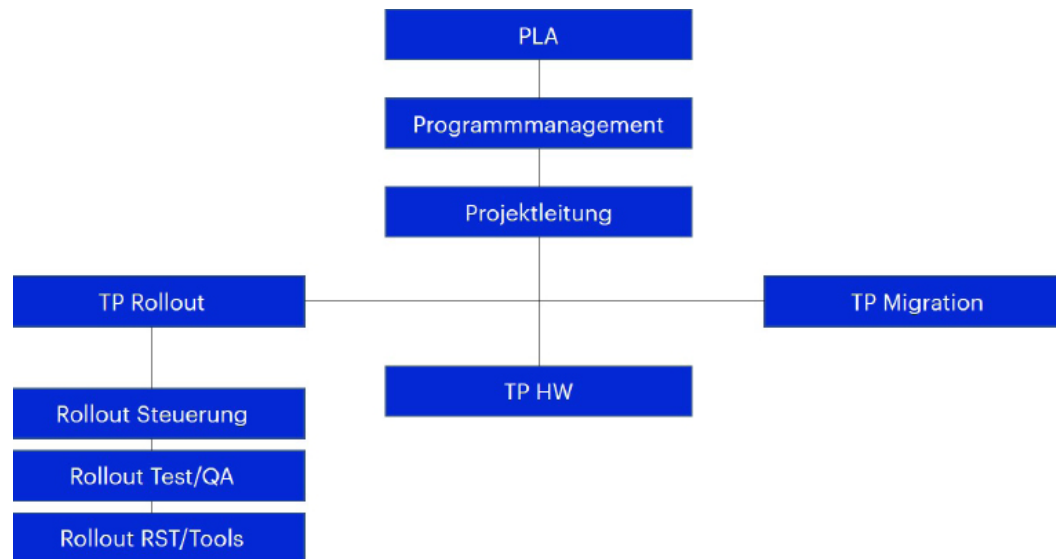 PLA
Programmmanagement
Projektleitung
TP Rollout
TP Migration
TP HW
Rollout Steuerung
Rollout Test/QA
Rollout RST/Tools